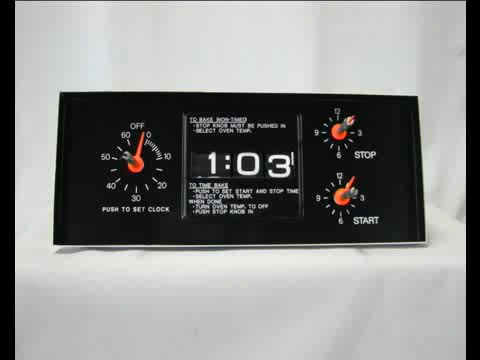 OFF
60 0
50 10
40 20
30
PUSH TO SET CLOCK
TO BAKE (NON-TIMED)
•STOP KNOB MUST BE PUSHED IN
•SELECT OVEN TEMP.
1:03
TO TIME BAKE
•PUSH TO SET START AND STOP TIME
•SELECT OVEN TEMP.
WHEN DONE
•TURN OVEN TEMP. TO OFF
•PUSH STOP KNOB IN
12
9 3
6
STOP
12
9 3
6
START